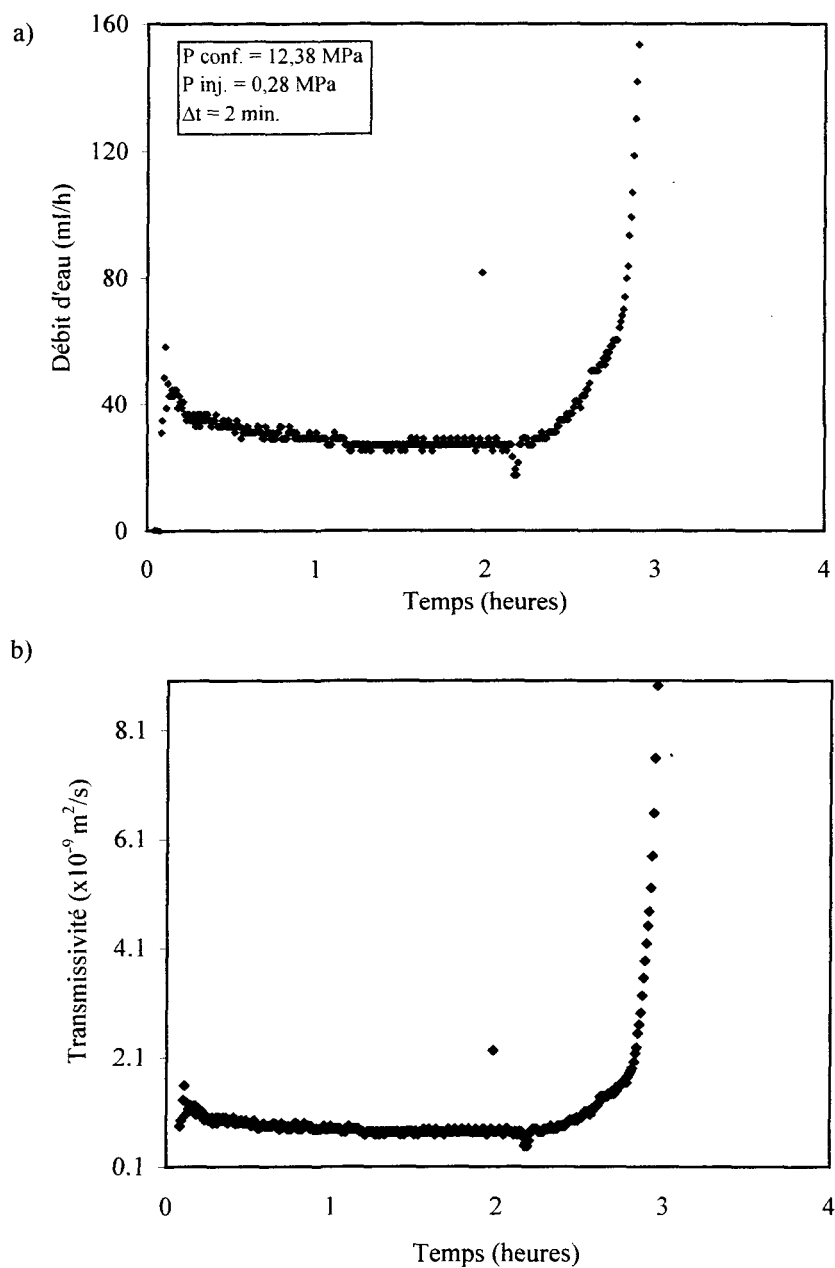 a)
160
120
80
40
0
P conf. = 12,38 MPa
P inj. = 0,28 MPa
Δt = 2 min.
Débit d'eau (ml/h)
0 1 2 3 4
Temps (heures)
b)
8.1
6.1
4.1
2.1
0.1
Transmissivité (x10⁻⁹ m²/s)
0 1 2 3 4
Temps (heures)